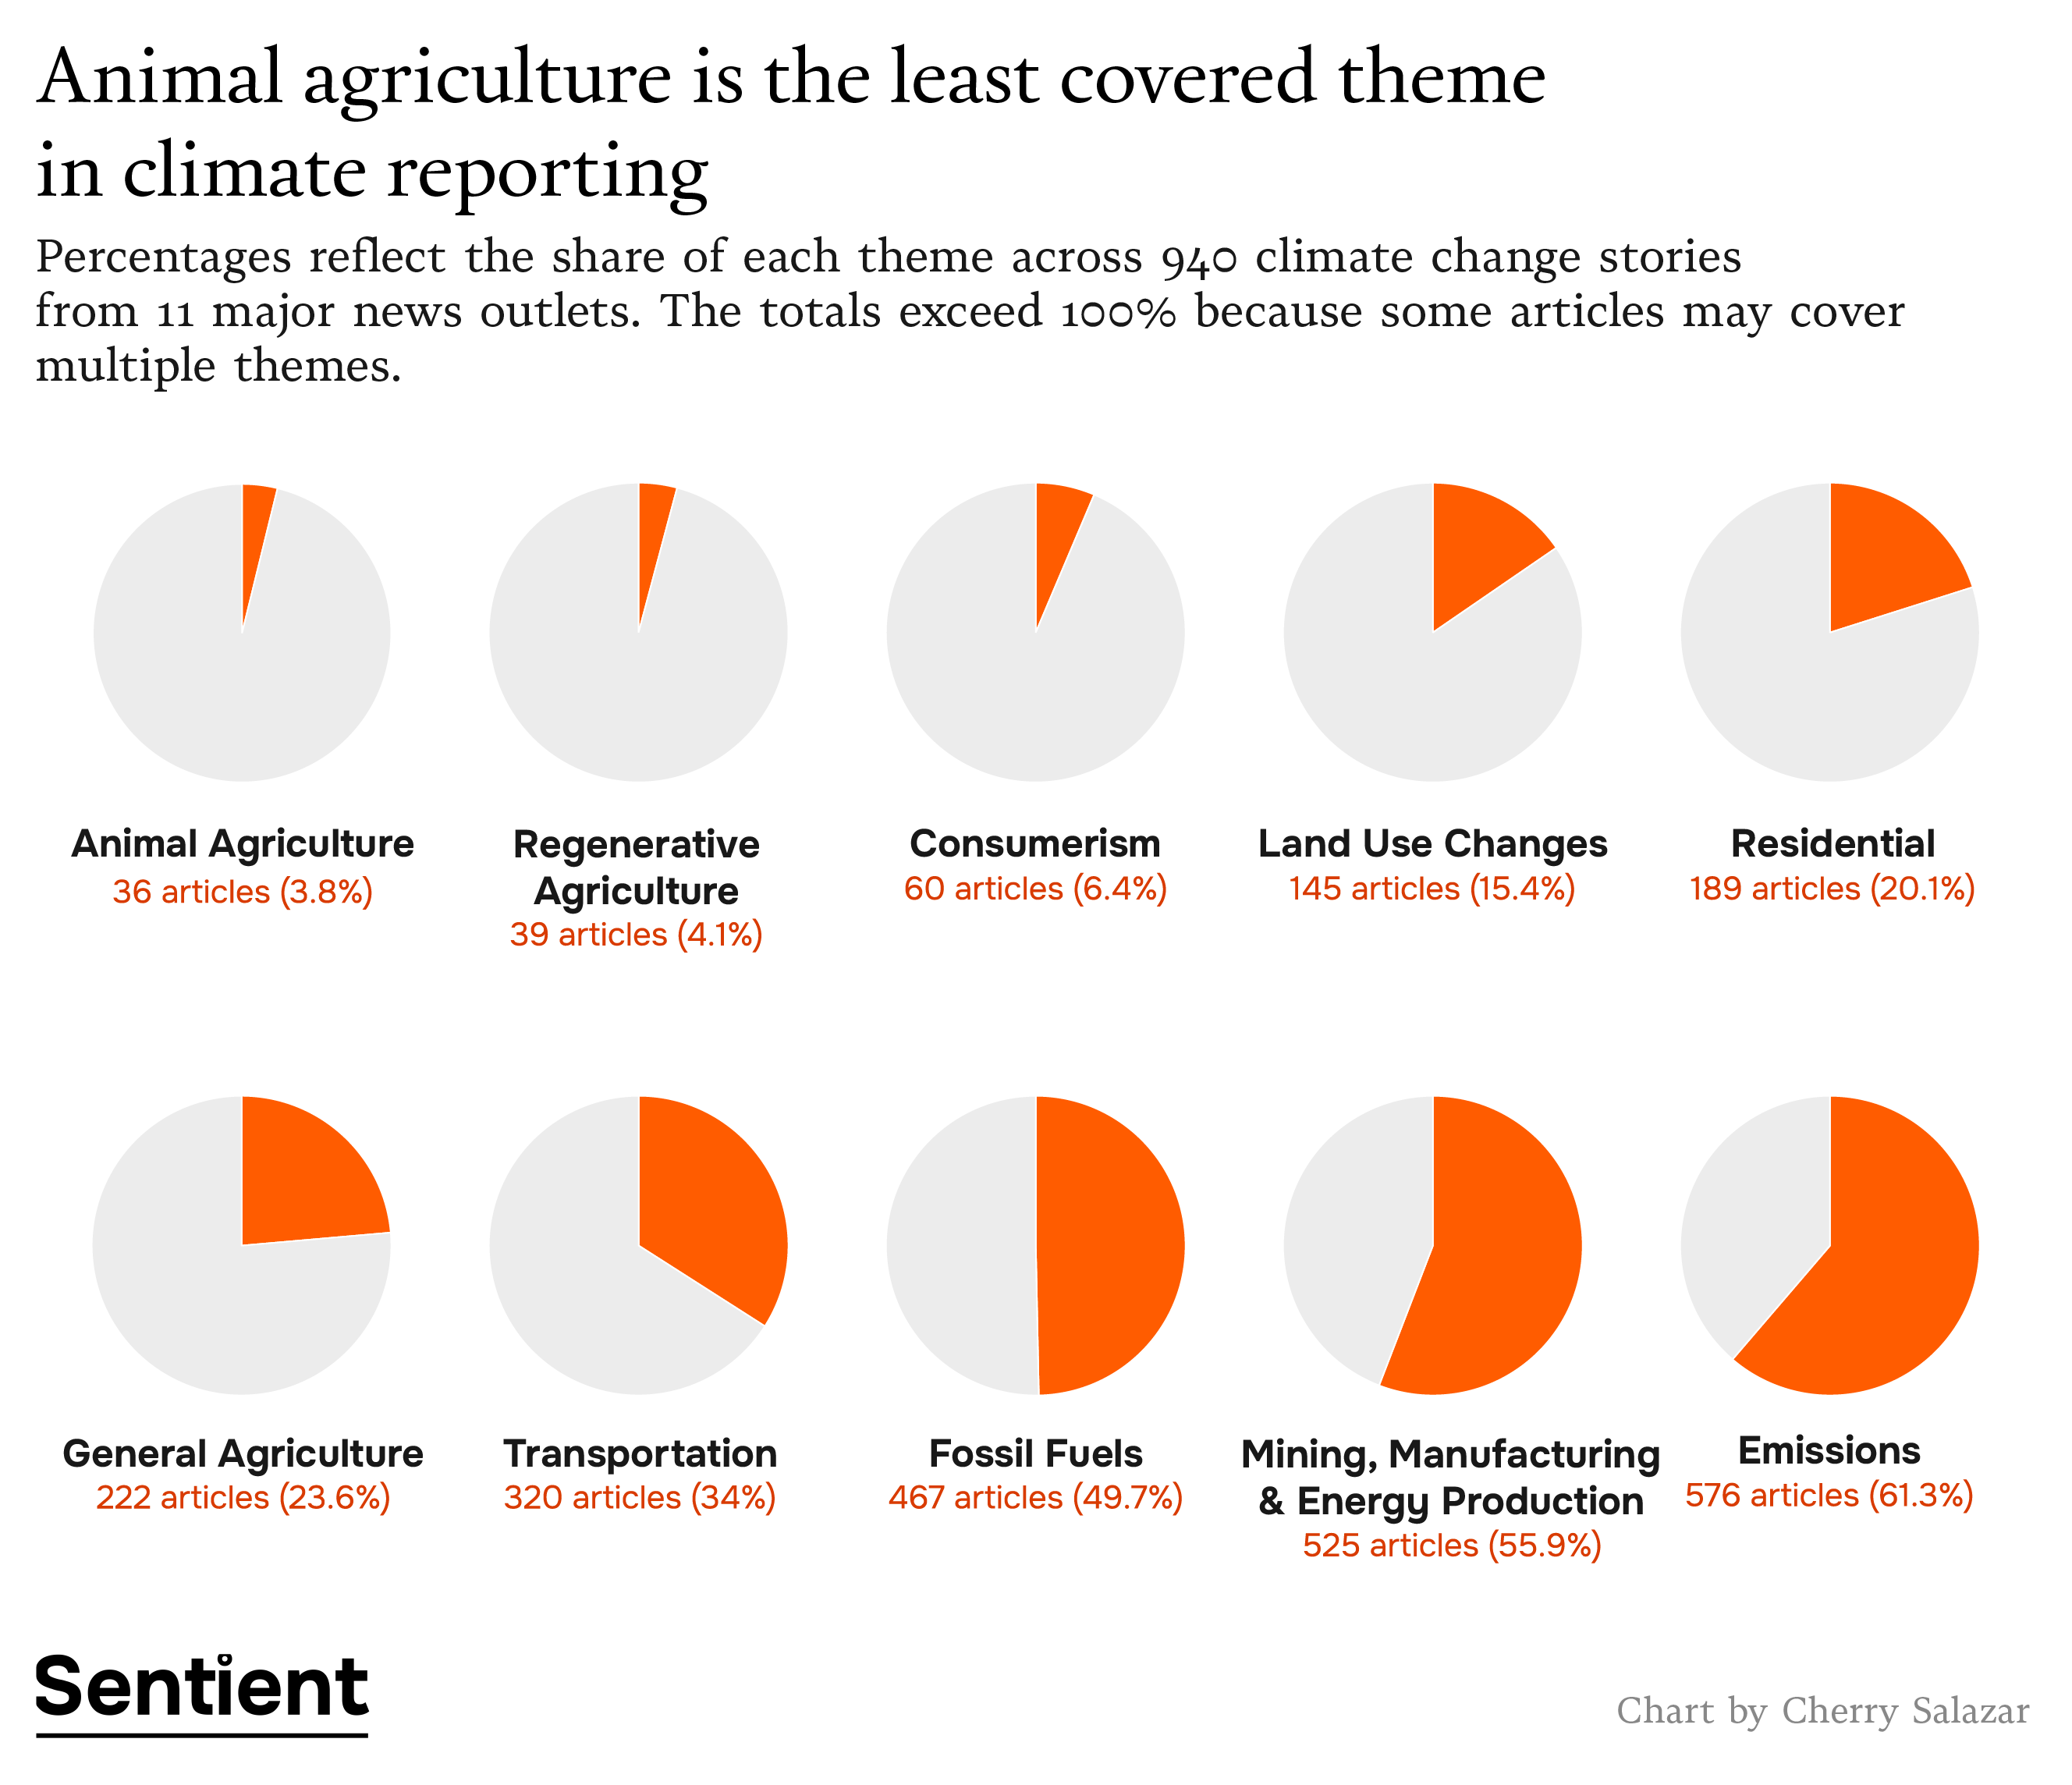 Animal agriculture is the least covered theme
in climate reporting
Percentages reflect the share of each theme across 940 climate change stories
from 11 major news outlets. The totals exceed 100% because some articles may cover
multiple themes.
Animal Agriculture
36 articles (3.8%)
Regenerative
Agriculture
39 articles (4.1%)
Consumerism
60 articles (6.4%)
Land Use Changes
145 articles (15.4%)
Residential
189 articles (20.1%)
General Agriculture
222 articles (23.6%)
Transportation
320 articles (34%)
Fossil Fuels
467 articles (49.7%)
Mining, Manufacturing
& Energy Production
525 articles (55.9%)
Emissions
576 articles (61.3%)
Sentient
Chart by Cherry Salazar